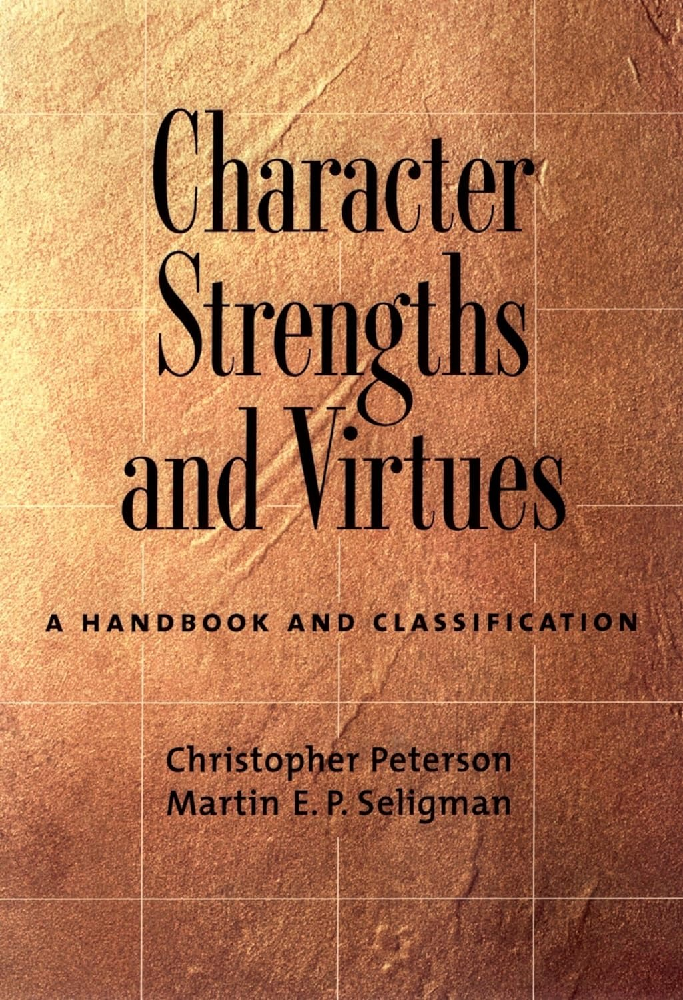 Character
Strengths
and Virtues
A HANDBOOK AND CLASSIFICATION
Christopher Peterson
Martin E. P. Seligman